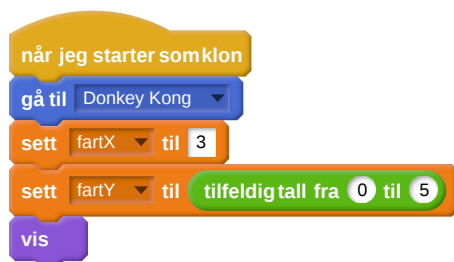 når jeg starter som klon
gå til Donkey Kong
sett fartX til 3
sett fartY til tilfeldig tall fra 0 til 5
vis